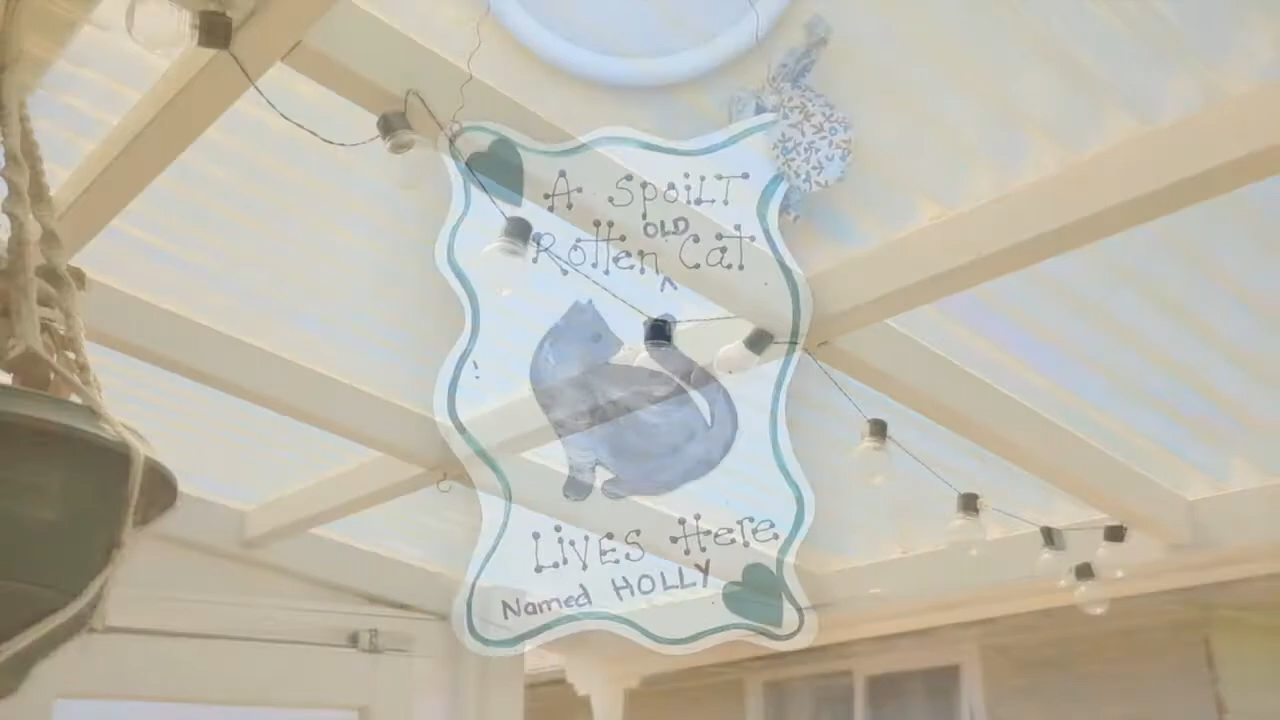 A SpoiLT
OLD
Rotten ^ Cat
LiVES Here
Named HOLLY